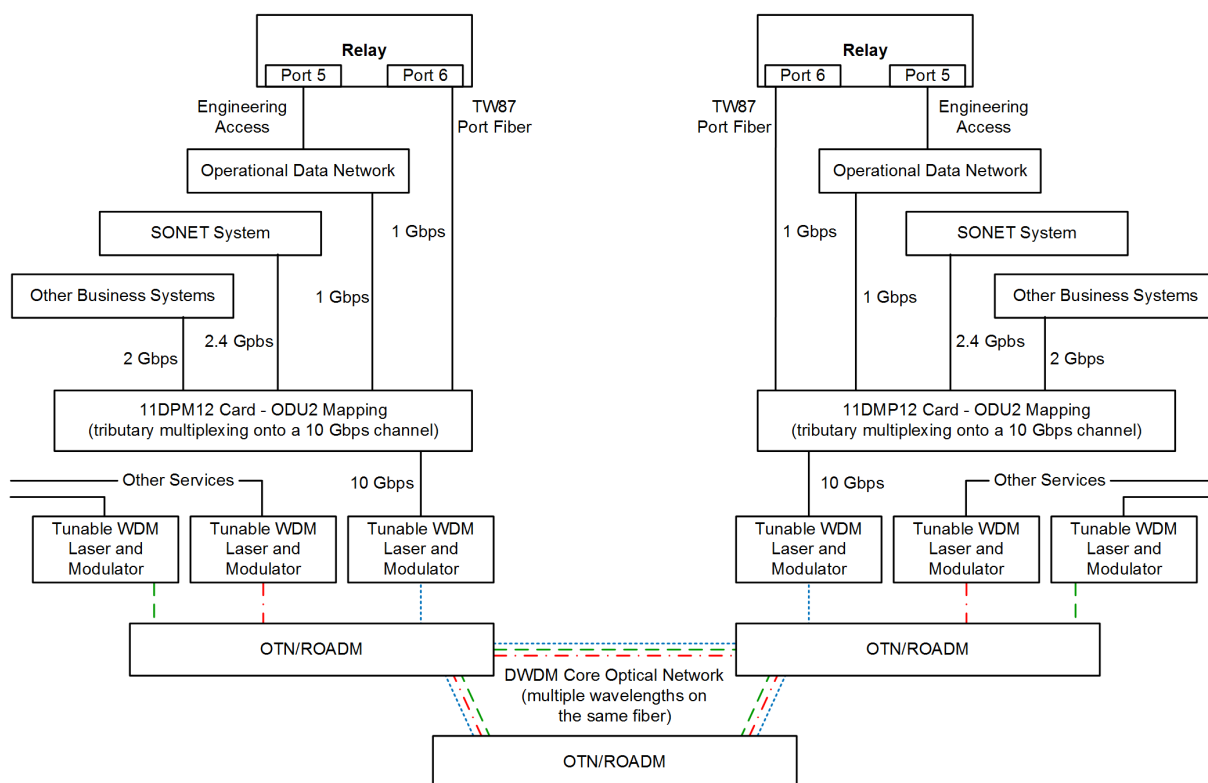 Relay
Port 5
Port 6
Relay
Port 6
Port 5
Engineering
Access
TW87
Port Fiber
TW87
Port Fiber
Engineering
Access
Operational Data Network
Operational Data Network
SONET System
1 Gbps
1 Gbps
SONET System
Other Business Systems
1 Gbps
1 Gbps
Other Business Systems
2 Gbps
2.4 Gpbs
2.4 Gbps
2 Gbps
11DPM12 Card - ODU2 Mapping
(tributary multiplexing onto a 10 Gbps channel)
11DMP12 Card - ODU2 Mapping
(tributary multiplexing onto a 10 Gbps channel)
Other Services
10 Gbps
10 Gbps
Other Services
Tunable WDM
Laser and
Modulator
Tunable WDM
Laser and
Modulator
Tunable WDM
Laser and
Modulator
Tunable WDM
Laser and
Modulator
Tunable WDM
Laser and
Modulator
Tunable WDM
Laser and
Modulator
OTN/ROADM
OTN/ROADM
DWDM Core Optical Network
(multiple wavelengths on
the same fiber)
OTN/ROADM